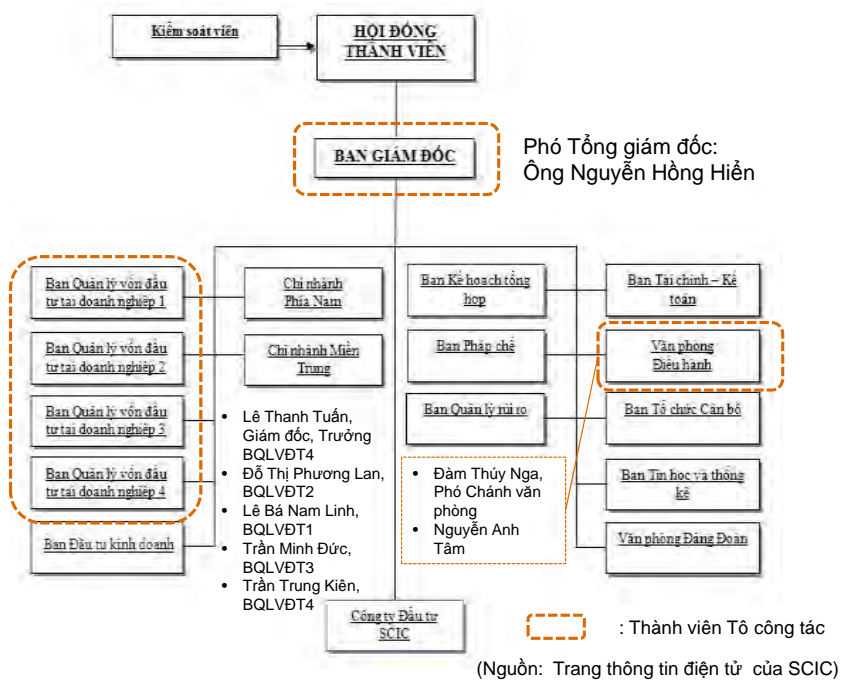 Kiểm soát viên
HỘI ĐỒNG
THÀNH VIÊN
BAN GIÁM ĐỐC
Phó Tổng giám đốc:
Ông Nguyễn Hồng Hiển
Ban Quản lý vốn đầu
tư tại doanh nghiệp 1
Chi nhánh
Phía Nam
Ban Kế hoạch tổng
hợp
Ban Tài chính – Kế
toán
Ban Quản lý vốn đầu
tư tại doanh nghiệp 2
Chi nhánh Miền
Trung
Ban Pháp chế
Văn phòng
Điều hành
Ban Quản lý vốn đầu
tư tại doanh nghiệp 3
Ban Quản lý rủi ro
Ban Tổ chức Cán bộ
Ban Quản lý vốn đầu
tư tại doanh nghiệp 4
Ban Tin học và thống
kê
Ban Đầu tư kinh doanh
Văn phòng Đảng Đoàn
• Lê Thanh Tuấn,
Giám đốc, Trưởng
BQLVĐT4
• Đỗ Thị Phương Lan,
BQLVĐT2
• Lê Bá Nam Linh,
BQLVĐT1
• Trần Minh Đức,
BQLVĐT3
• Trần Trung Kiên,
BQLVĐT4
• Đàm Thúy Nga,
Phó Chánh văn
phòng
• Nguyễn Anh
Tâm
Công ty Đầu tư
SCIC
: Thành viên Tổ công tác
(Nguồn: Trang thông tin điện tử của SCIC)